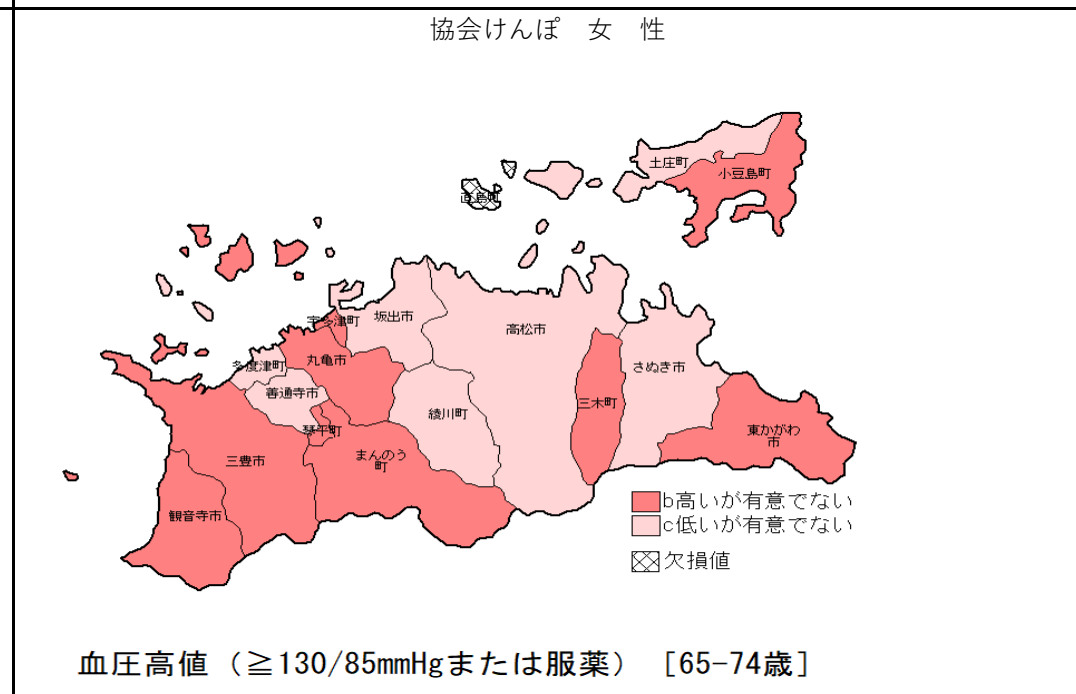 協会けんぽ　女　性
土庄町
小豆島町
直島町
宇多津町
坂出市
高松市
多度津町
丸亀市
さぬき市
善通寺市
綾川町
三木町
琴平町
東かがわ
市
まんのう
町
三豊市
観音寺市
b高いが有意でない
c低いが有意でない
欠損値
血圧高値（≧130/85mmHgまたは服薬）［65-74歳］